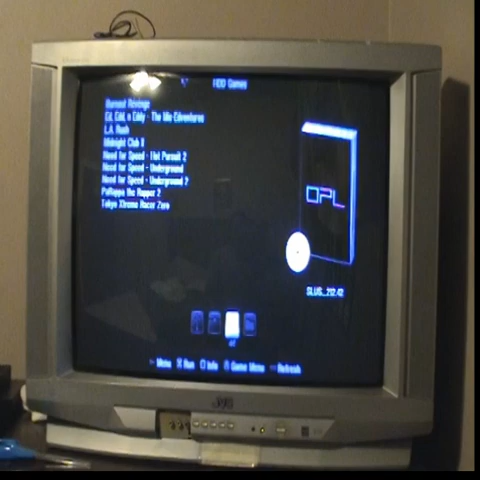 HDD Games
Burnout Revenge
Ed, Edd, n Eddy - The Mis-Edventures
L.A. Rush
Midnight Club II
Need for Speed - Hot Pursuit 2
Need for Speed - Underground
Need for Speed - Underground 2
PaRappa the Rapper 2
Tokyo Xtreme Racer Zero
OPL
SLUS_212.42
Menu Run Info Game Menu Refresh
JVC